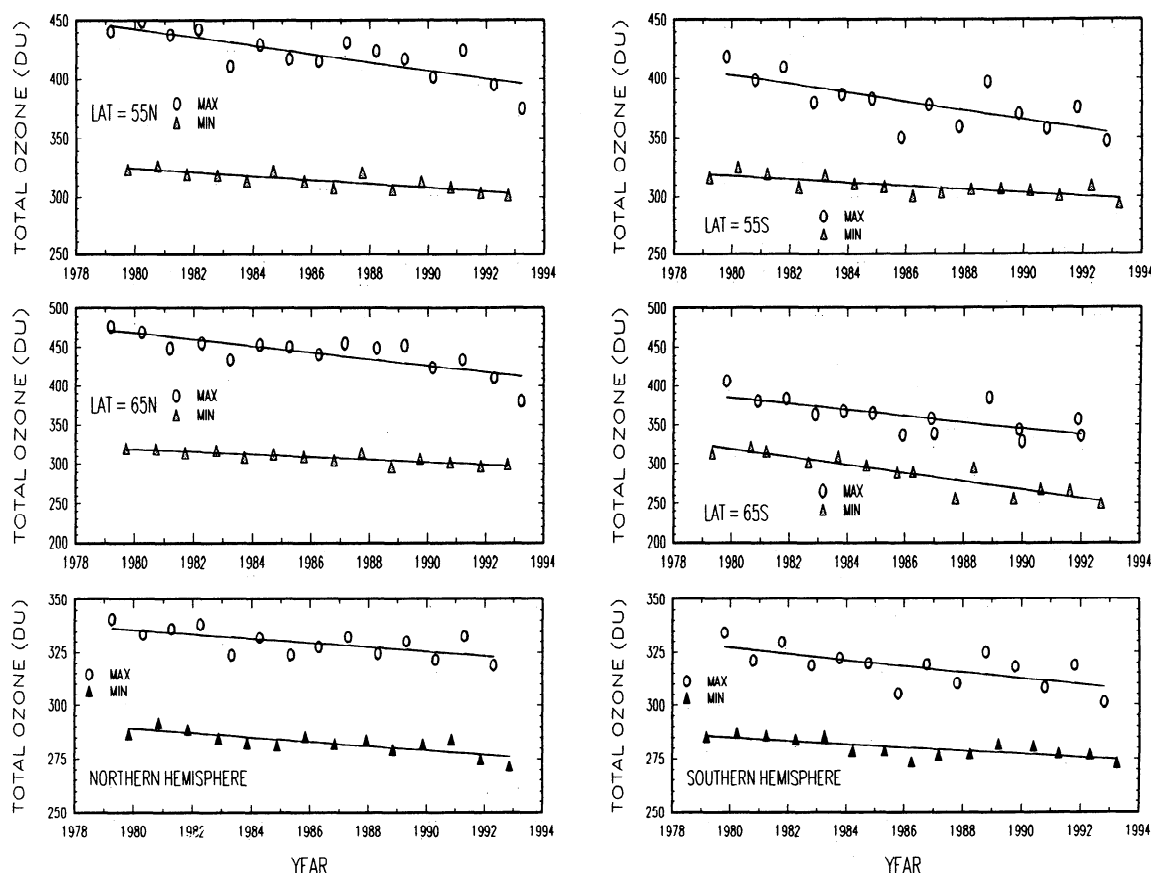 TOTAL OZONE (DU)
450
400
350
300
250
LAT = 55N
MAX
MIN
1978 1980 1982 1984 1986 1988 1990 1992 1994
TOTAL OZONE (DU)
450
400
350
300
250
LAT = 55S
MAX
MIN
1978 1980 1982 1984 1986 1988 1990 1992 1994
TOTAL OZONE (DU)
500
450
400
350
300
250
200
LAT = 65N
MAX
MIN
1978 1980 1982 1984 1986 1988 1990 1992 1994
TOTAL OZONE (DU)
500
450
400
350
300
250
200
LAT = 65S
MAX
MIN
1978 1980 1982 1984 1986 1988 1990 1992 1994
TOTAL OZONE (DU)
350
325
300
275
250
MAX
MIN
NORTHERN HEMISPHERE
1978 1980 1982 1984 1986 1988 1990 1992 1994
YEAR
TOTAL OZONE (DU)
350
325
300
275
250
MAX
MIN
SOUTHERN HEMISPHERE
1978 1980 1982 1984 1986 1988 1990 1992 1994
YEAR